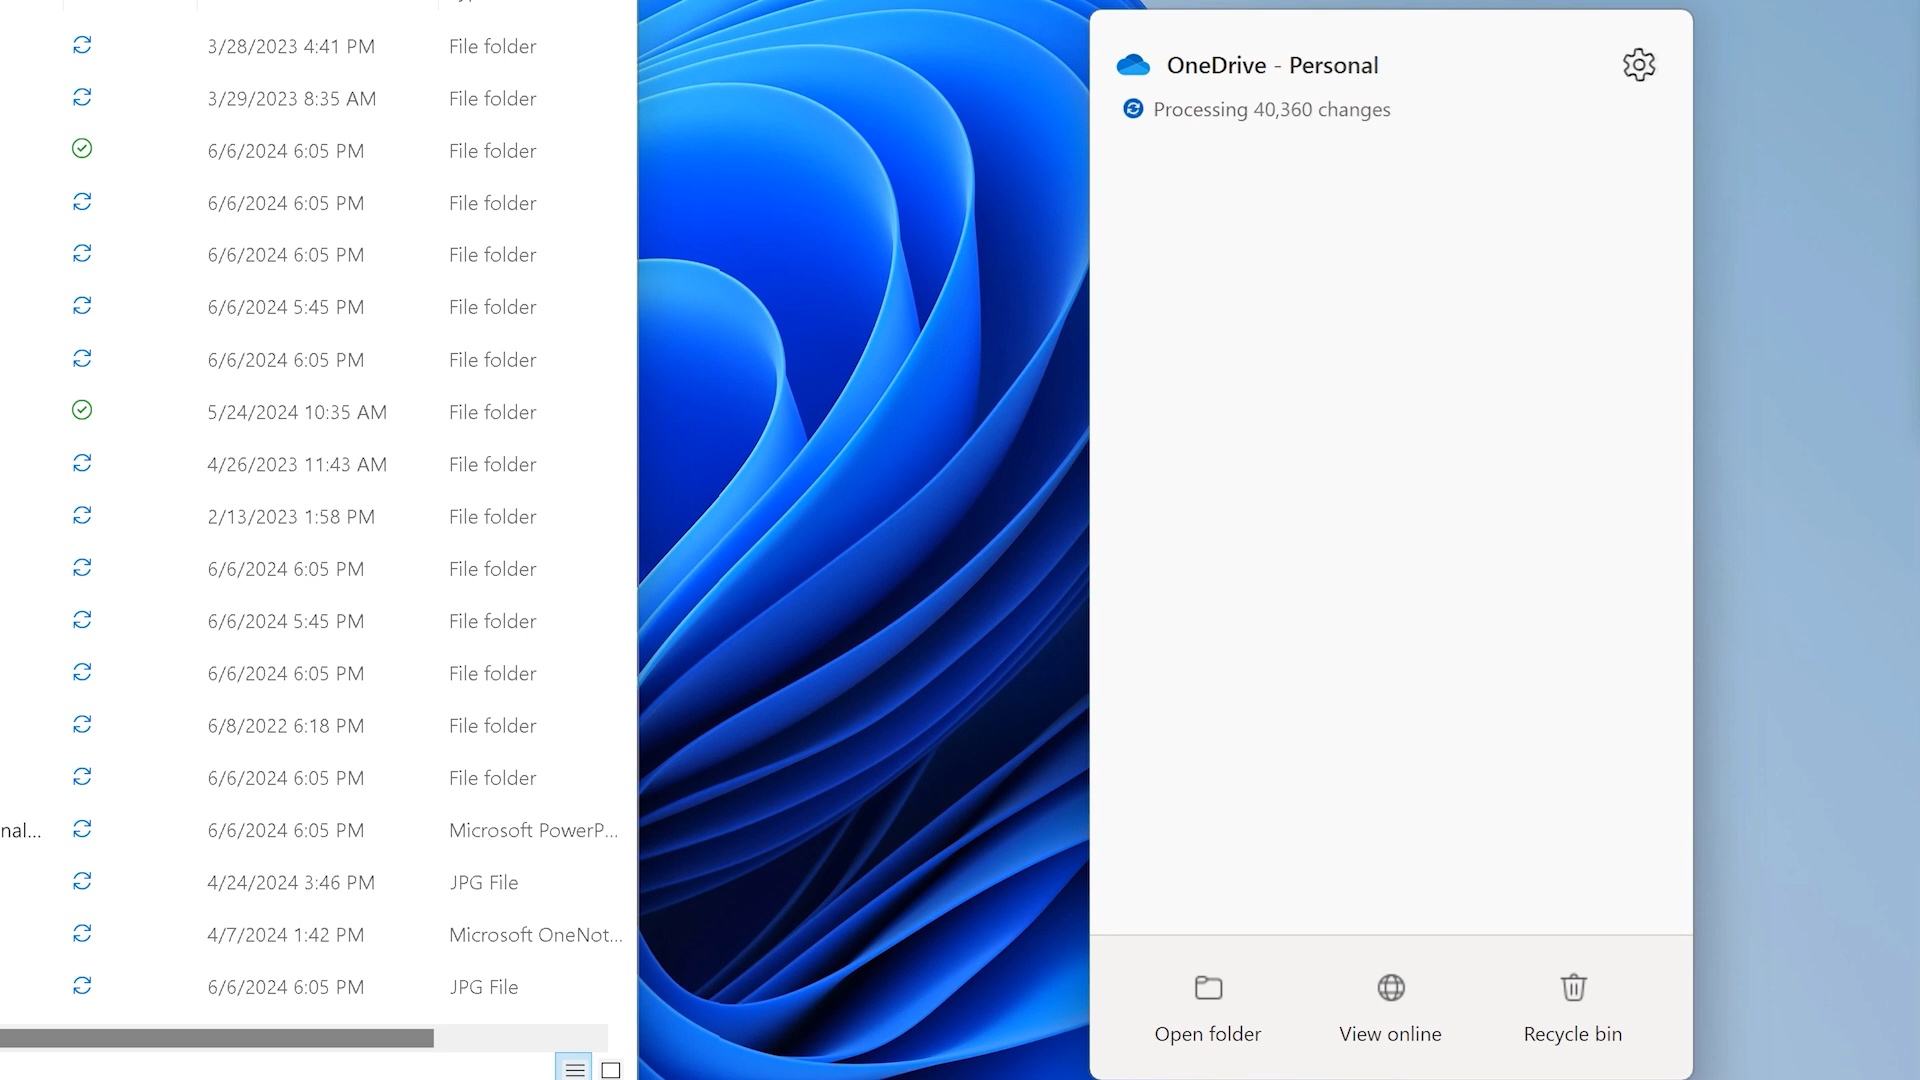 3/28/2023 4:41 PM File folder
3/29/2023 8:35 AM File folder
6/6/2024 6:05 PM File folder
6/6/2024 6:05 PM File folder
6/6/2024 6:05 PM File folder
6/6/2024 5:45 PM File folder
6/6/2024 6:05 PM File folder
5/24/2024 10:35 AM File folder
4/26/2023 11:43 AM File folder
2/13/2023 1:58 PM File folder
6/6/2024 6:05 PM File folder
6/6/2024 5:45 PM File folder
6/6/2024 6:05 PM File folder
6/8/2022 6:18 PM File folder
6/6/2024 6:05 PM File folder
nal... 6/6/2024 6:05 PM Microsoft PowerP...
4/24/2024 3:46 PM JPG File
4/7/2024 1:42 PM Microsoft OneNot...
6/6/2024 6:05 PM JPG File
OneDrive - Personal
Processing 40,360 changes
Open folder View online Recycle bin